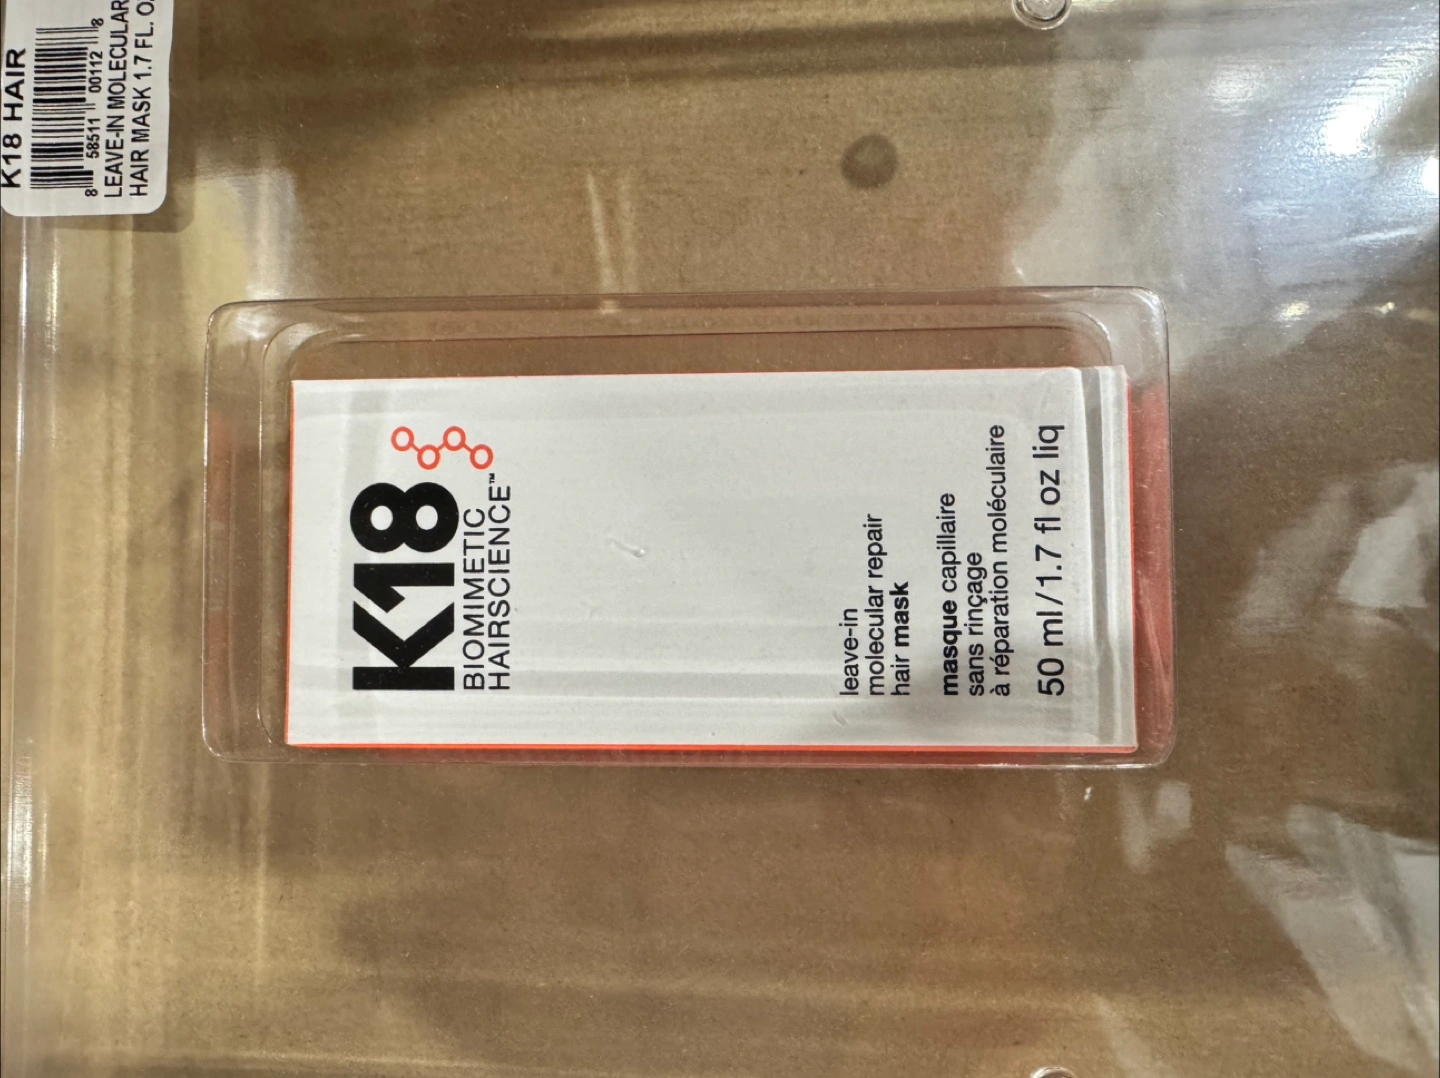 K18 HAIR
8 58511 00112 8
LEAVE-IN MOLECULAR
HAIR MASK 1.7 FL.
K18
BIOMIMETIC
HAIRSCIENCE™
leave-in
molecular repair
hair mask
masque capillaire
sans rinçage
à réparation moléculaire
50 ml/1.7 fl oz liq